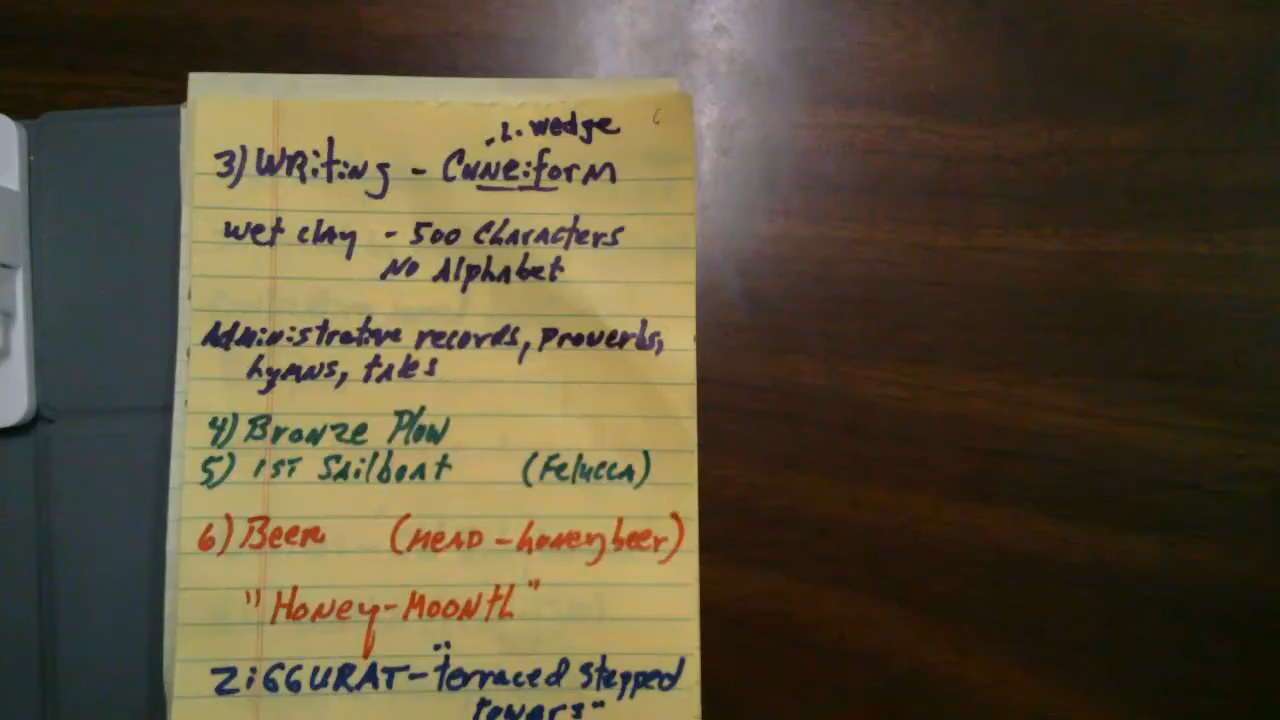 L. wedge
3) Writing - Cuneiform
Wet clay - 500 Characters
No Alphabet
Administrative records, Proverbs,
hymns, tales
4) Bronze Plow
5) 1st Sailboat (Felucca)
6) Beer (Mead - honeybeer)
"Honey-Moonth"
ZiGGURAT - "terraced stepped
towers"